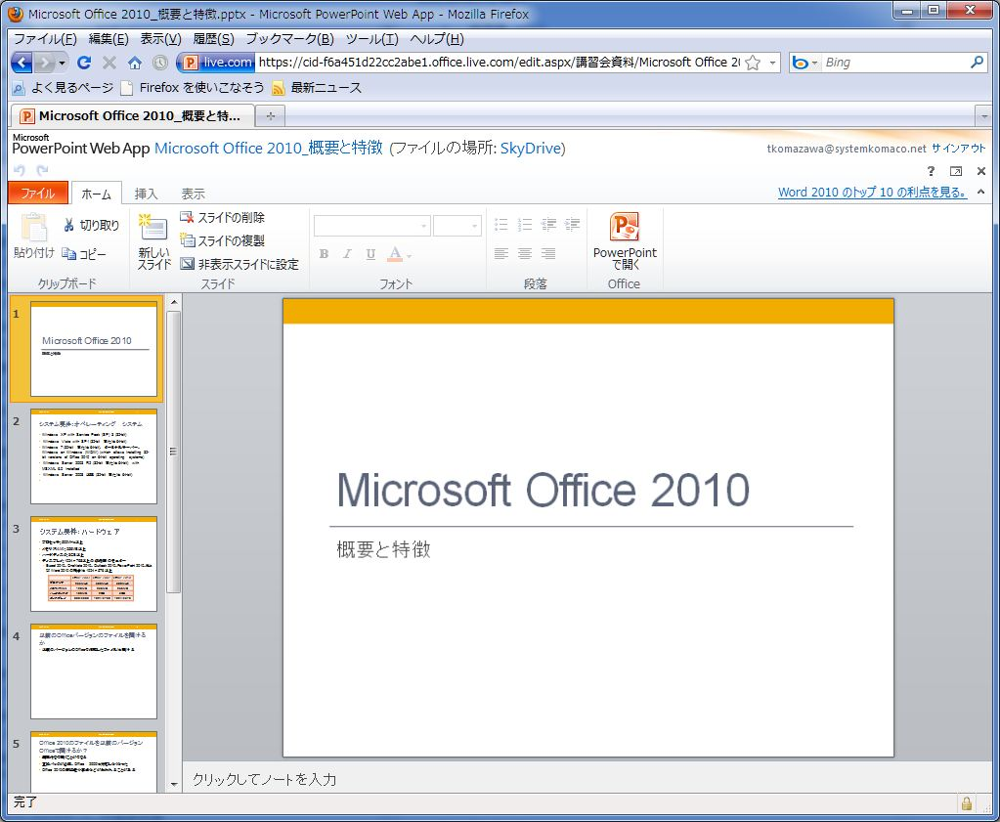 Microsoft Office 2010_概要と特徴.pptx - Microsoft PowerPoint Web App - Mozilla Firefox
ファイル(F) 編集(E) 表示(V) 履歴(S) ブックマーク(B) ツール(T) ヘルプ(H)
live.com https://cid-f6a451d22cc2abe1.office.live.com/edit.aspx/講習会資料/Microsoft Office 2( Bing
よく見るページ Firefox を使いこなそう 最新ニュース
Microsoft Office 2010_概要と特...
Microsoft
PowerPoint Web App Microsoft Office 2010_概要と特徴 (ファイルの場所: SkyDrive)
tkomazawa@systemkomaco.net サインアウト
ファイル ホーム 挿入 表示
Word 2010 のトップ 10 の利点を見る。
貼り付け 切り取り コピー
クリップボード
新しい スライド
スライドの削除
スライドの複製
非表示スライドに設定
スライド
B I U A
フォント
段落
PowerPoint で開く
Office
1
Microsoft Office 2010
概要と特徴
2
システム要件:オペレーティング システム
3
システム要件: ハードウェア
4
以前のOfficeバージョンのファイルを開けるか
5
Office 2010のファイルを以前のバージョンOfficeで開けるか?
Microsoft Office 2010
概要と特徴
クリックしてノートを入力
完了